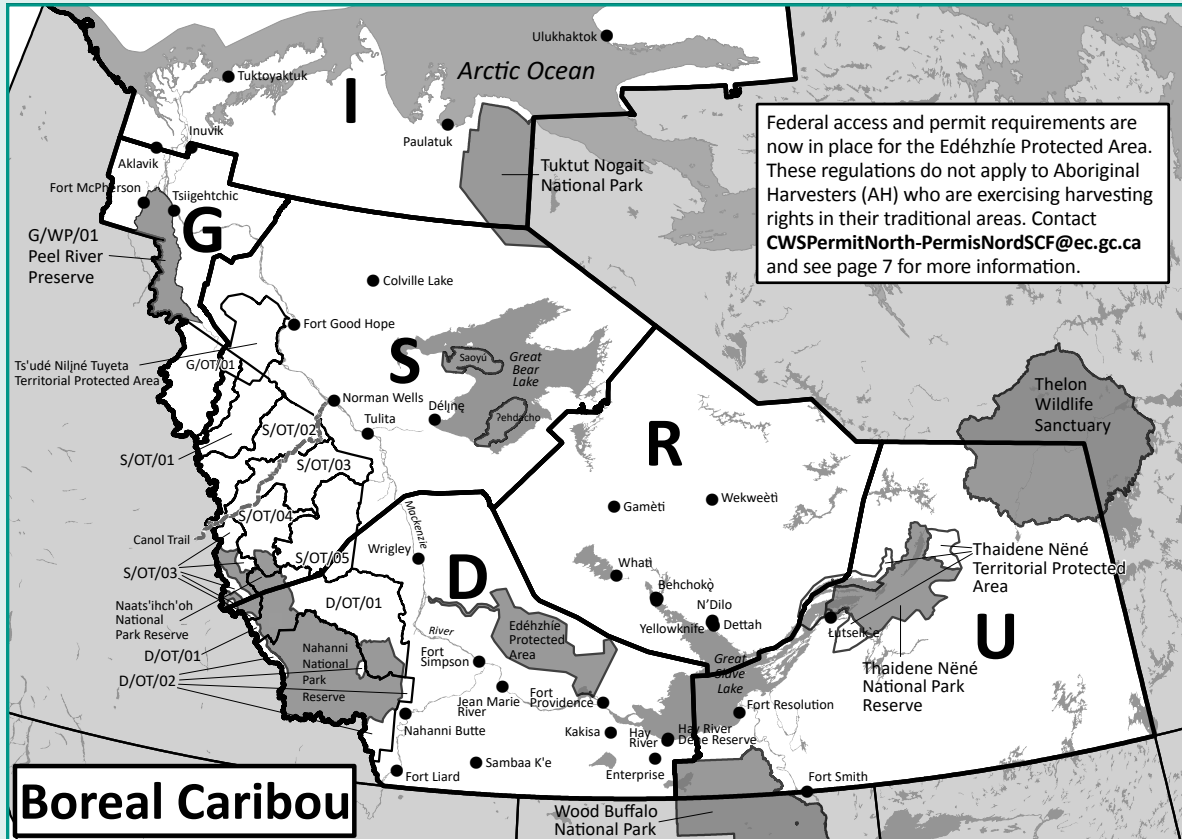 Ulukhaktok
Arctic Ocean
Tuktoyaktuk
I
Paulatuk
Inuvik
Aklavik
Fort McPherson
Tsiigehtchic
G
G/WP/01
Peel River
Preserve
Tuktut Nogait
National Park
Federal access and permit requirements are
now in place for the Edéhzhíe Protected Area.
These regulations do not apply to Aboriginal
Harvesters (AH) who are exercising harvesting
rights in their traditional areas. Contact
CWSPermitNorth-PermisNordSCF@ec.gc.ca
and see page 7 for more information.
Colville Lake
Fort Good Hope
Ts'udé Nilįné Tuyeta
Territorial Protected Area
G/OT/01
S
Saoyú
Great
Bear
Lake
Norman Wells
Tulita
Délı̨nę
Ɂehdacho
Thelon
Wildlife
Sanctuary
S/OT/02
S/OT/01
S/OT/03
R
Gamètì
Wekweètì
S/OT/04
Canol Trail
Mackenzie
Wrigley
S/OT/05
D
Whatì
Behchokǫ̀
S/OT/03
Naats'ihch'oh
National
Park Reserve
D/OT/01
N'Dilo
Dettah
Yellowknife
Thaidene Nëné
Territorial Protected
Area
Edéhzhíe
Protected
Area
River
Łutselk'e
U
D/OT/01
D/OT/02
Nahanni
National
Park
Reserve
Fort
Simpson
Great
Slave
Lake
Thaidene Nëné
National Park
Reserve
Jean Marie
River
Fort
Providence
Fort Resolution
Nahanni Butte
Kakisa
Hay
River
Hay River
Dene Reserve
Sambaa K'e
Enterprise
Fort Liard
Fort Smith
Boreal Caribou
Wood Buffalo
National Park